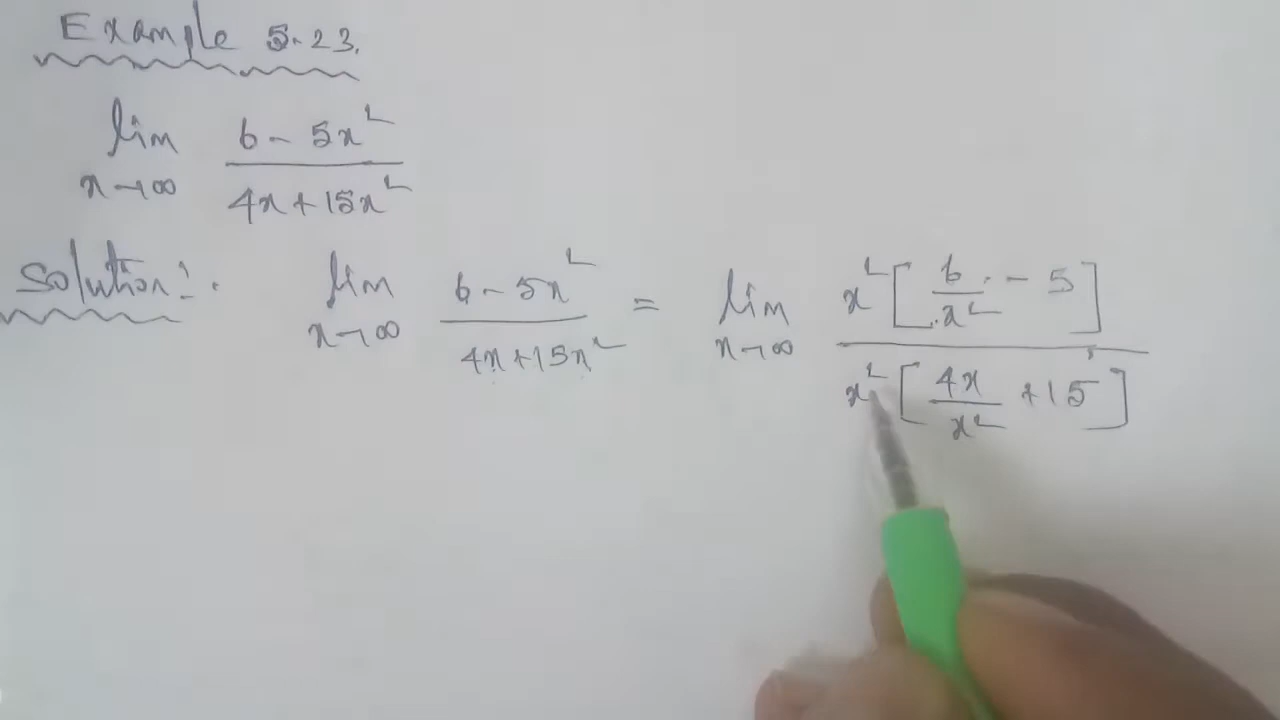 Example 5.23.
lim x→∞ (6 - 5x²)/(4x + 15x²)
Solution: lim x→∞ (6 - 5x²)/(4x + 15x²) = lim x→∞ x²[6/x² - 5]/x²[4x/x² + 15]